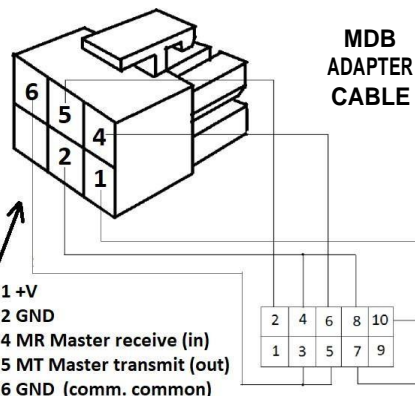 MDB
ADAPTER
CABLE
6 5 4
2 1
1 +V
2 GND
4 MR Master receive (in)
5 MT Master transmit (out)
6 GND (comm. common)
2 4 6 8 10
1 3 5 7 9